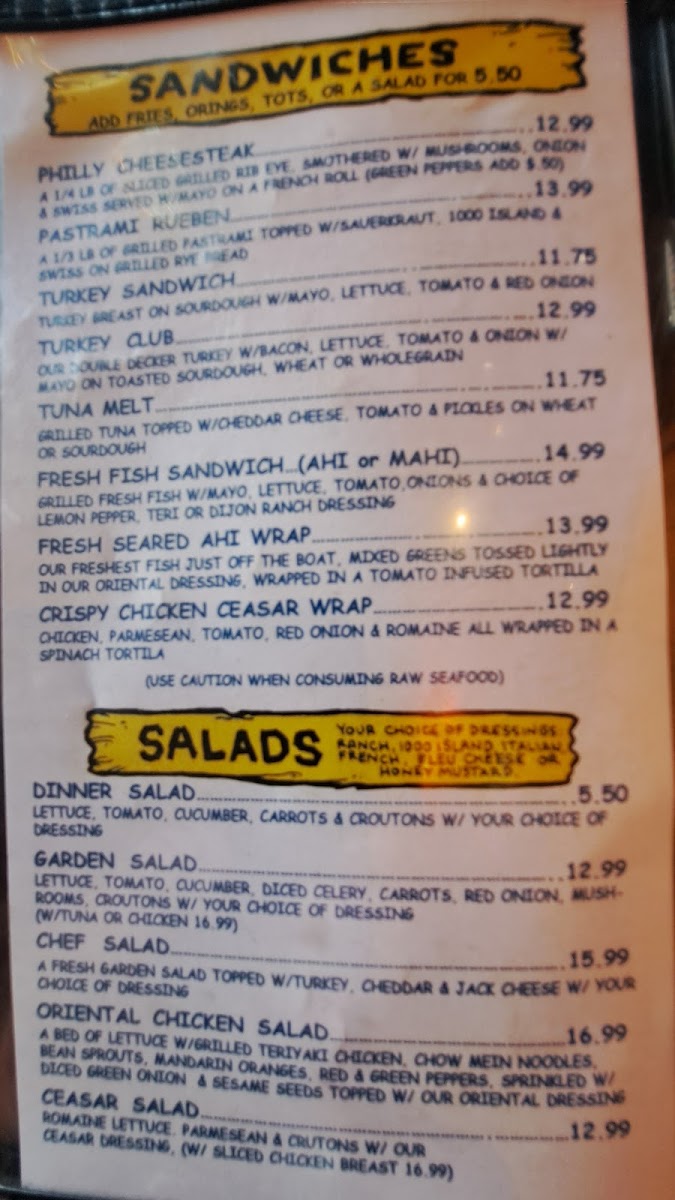 SANDWICHES
ADD FRIES, ORINGS, TOTS, OR A SALAD FOR 5.50
PHILLY CHEESESTEAK..........12.99
A 1/4 LB OF SLICED GRILLED RIB EYE, SMOTHERED W/ MUSHROOMS, ONION
& SWISS SERVED W/MAYO ON A FRENCH ROLL (GREEN PEPPERS ADD $.50)
PASTRAMI RUEBEN..........13.99
A 1/3 LB OF GRILLED PASTRAMI TOPPED W/SAUERKRAUT, 1000 ISLAND &
SWISS ON GRILLED RYE BREAD
TURKEY SANDWICH..........11.75
TURKEY BREAST ON SOURDOUGH W/MAYO, LETTUCE, TOMATO & RED ONION
TURKEY CLUB..........12.99
OUR DOUBLE DECKER TURKEY W/BACON, LETTUCE, TOMATO & ONION W/
MAYO ON TOASTED SOURDOUGH, WHEAT OR WHOLEGRAIN
TUNA MELT..........11.75
GRILLED TUNA TOPPED W/CHEDDAR CHEESE, TOMATO & PICKLES ON WHEAT
OR SOURDOUGH
FRESH FISH SANDWICH...(AHI or MAHI)..........14.99
GRILLED FRESH FISH W/MAYO, LETTUCE, TOMATO,ONIONS & CHOICE OF
LEMON PEPPER, TERI OR DIJON RANCH DRESSING
FRESH SEARED AHI WRAP..........13.99
OUR FRESHEST FISH JUST OFF THE BOAT, MIXED GREENS TOSSED LIGHTLY
IN OUR ORIENTAL DRESSING, WRAPPED IN A TOMATO INFUSED TORTILLA
CRISPY CHICKEN CEASAR WRAP..........12.99
CHICKEN, PARMESEAN, TOMATO, RED ONION & ROMAINE ALL WRAPPED IN A
SPINACH TORTILA
(USE CAUTION WHEN CONSUMING RAW SEAFOOD)
SALADS
YOUR CHOICE OF DRESSINGS
RANCH, 1000 ISLAND, ITALIAN,
FRENCH, BLEU CHEESE OR
HONEY MUSTARD.
DINNER SALAD..........5.50
LETTUCE, TOMATO, CUCUMBER, CARROTS & CROUTONS W/ YOUR CHOICE OF
DRESSING
GARDEN SALAD..........12.99
LETTUCE, TOMATO, CUCUMBER, DICED CELERY, CARROTS, RED ONION, MUSH-
ROOMS, CROUTONS W/ YOUR CHOICE OF DRESSING
(W/TUNA OR CHICKEN 16.99)
CHEF SALAD..........15.99
A FRESH GARDEN SALAD TOPPED W/TURKEY, CHEDDAR & JACK CHEESE W/ YOUR
CHOICE OF DRESSING
ORIENTAL CHICKEN SALAD..........16.99
A BED OF LETTUCE W/GRILLED TERIYAKI CHICKEN, CHOW MEIN NOODLES,
BEAN SPROUTS, MANDARIN ORANGES, RED & GREEN PEPPERS, SPRINKLED W/
DICED GREEN ONION & SESAME SEEDS TOPPED W/ OUR ORIENTAL DRESSING
CEASAR SALAD..........12.99
ROMAINE LETTUCE, PARMESEAN & CRUTONS W/ OUR
CEASAR DRESSING, (W/ SLICED CHICKEN BREAST 16.99)